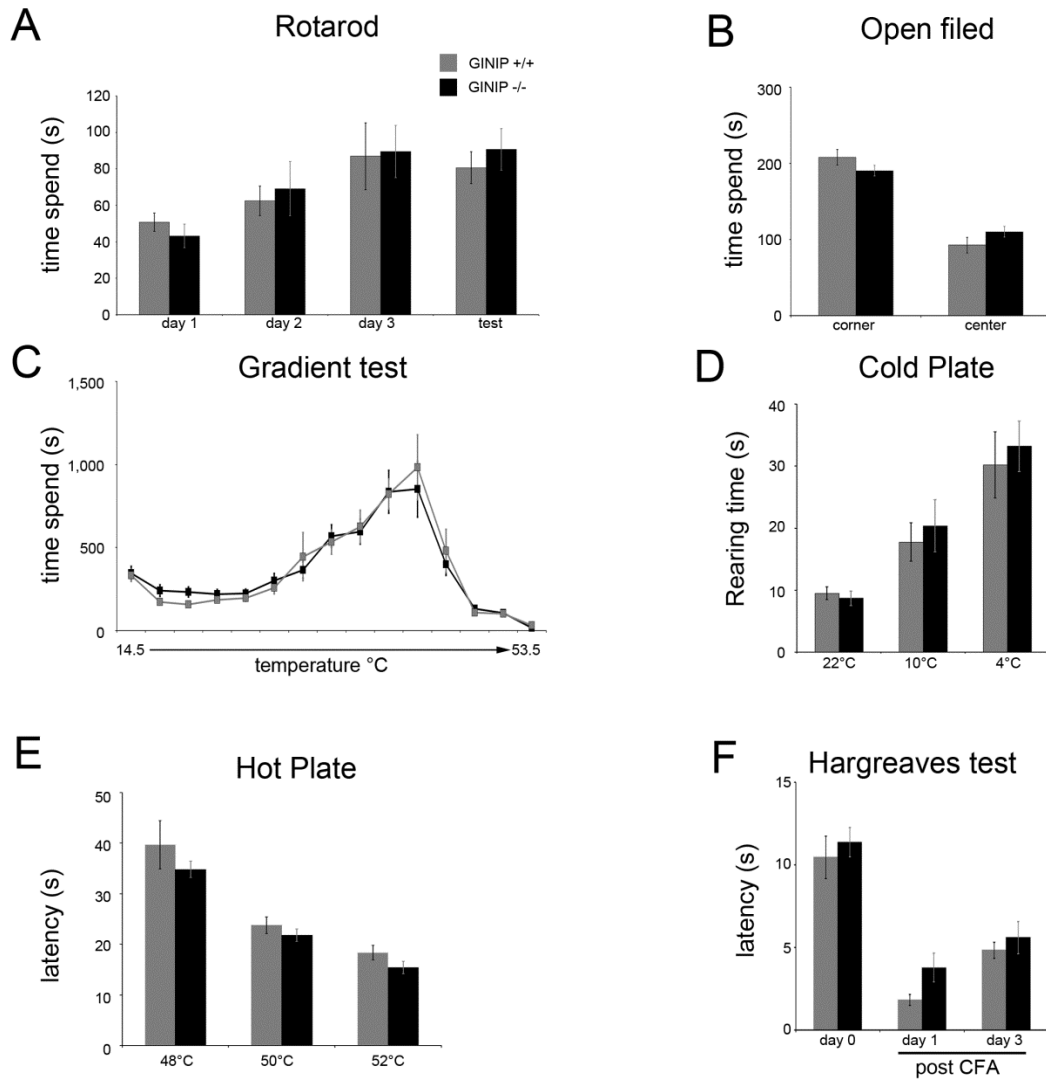 A
Rotarod
GINIP +/+
GINIP -/-
time spend (s)
120
100
80
60
40
20
0
day 1
day 2
day 3
test
B
Open filed
time spend (s)
300
200
100
0
corner
center
C
Gradient test
time spend (s)
1,500
1,000
500
0
14.5
53.5
temperature °C
D
Cold Plate
Rearing time (s)
40
30
20
10
0
22°C
10°C
4°C
E
Hot Plate
latency (s)
50
40
30
20
10
0
48°C
50°C
52°C
F
Hargreaves test
latency (s)
15
10
5
0
day 0
day 1
day 3
post CFA